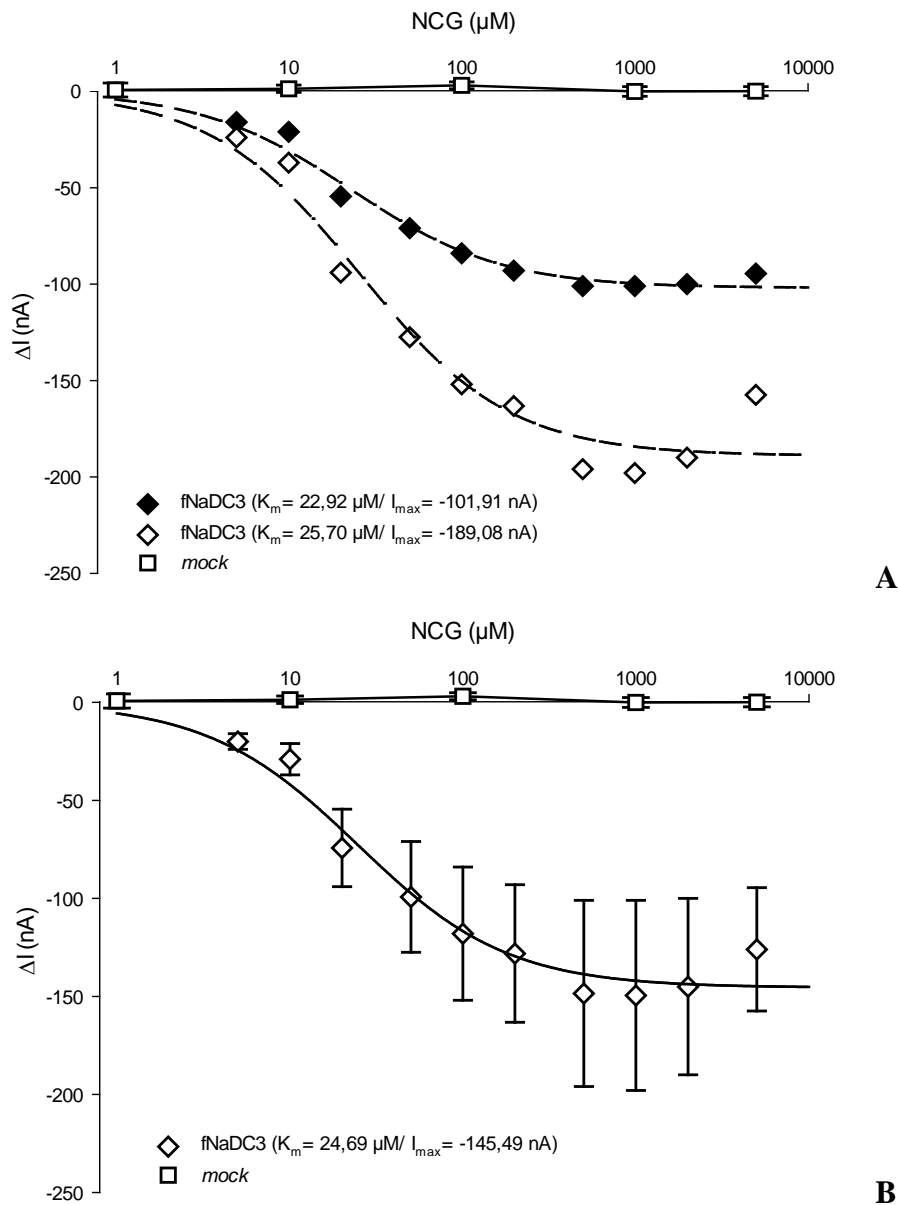 NCG (µM)
1 10 100 1000 10000
0
-50
-100
-150
-200
-250
ΔI (nA)
fNaDC3 (Km= 22,92 µM/ Imax= -101,91 nA)
fNaDC3 (Km= 25,70 µM/ Imax= -189,08 nA)
mock
A
NCG (µM)
1 10 100 1000 10000
0
-50
-100
-150
-200
-250
ΔI (nA)
fNaDC3 (Km= 24,69 µM/ Imax= -145,49 nA)
mock
B